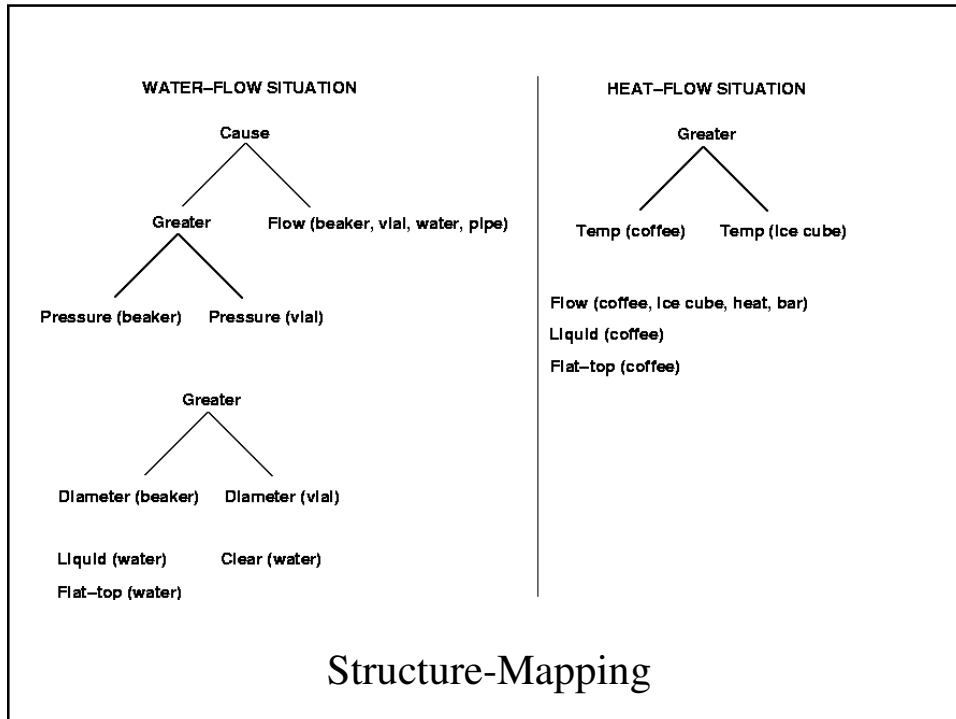 WATER–FLOW SITUATION
Cause
Greater
Flow (beaker, vial, water, pipe)
Pressure (beaker)
Pressure (vial)
Greater
Diameter (beaker)
Diameter (vial)
Liquid (water)
Clear (water)
Flat–top (water)
HEAT–FLOW SITUATION
Greater
Temp (coffee)
Temp (ice cube)
Flow (coffee, ice cube, heat, bar)
Liquid (coffee)
Flat–top (coffee)
Structure-Mapping